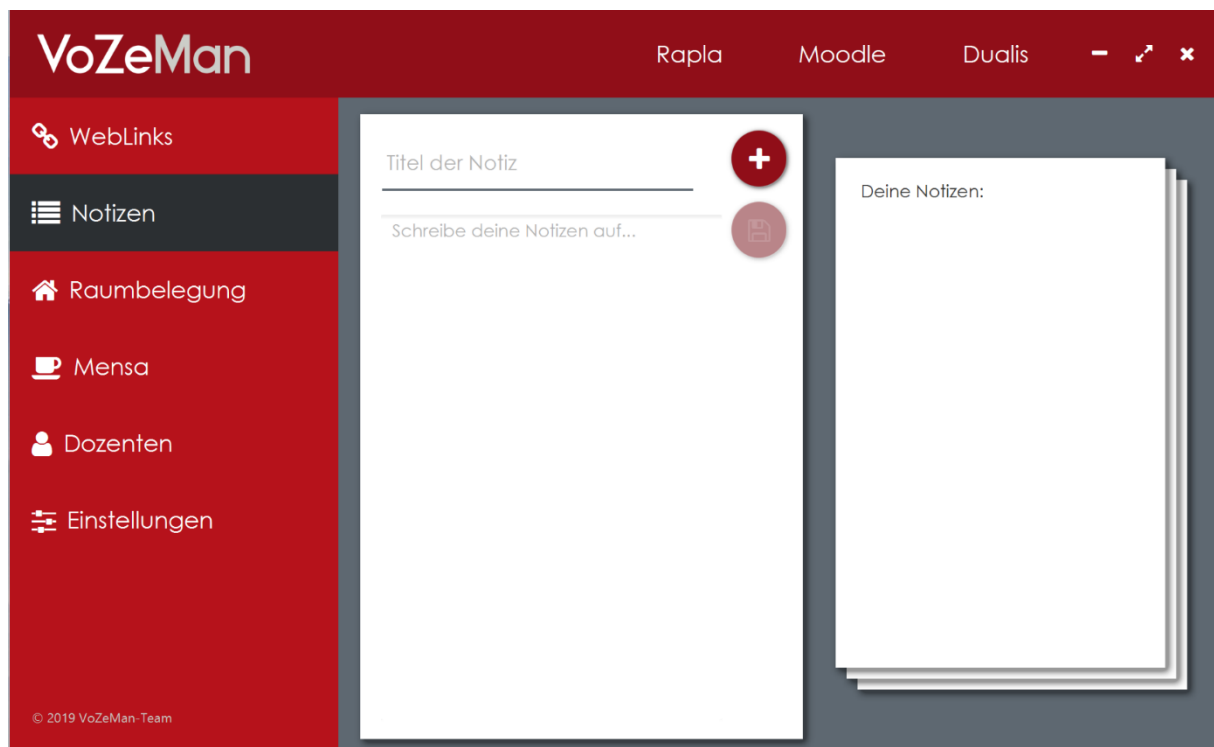 VoZeMan
Rapla Moodle Dualis
WebLinks
Notizen
Raumbelegung
Mensa
Dozenten
Einstellungen
© 2019 VoZeMan-Team
Titel der Notiz
Schreibe deine Notizen auf...
Deine Notizen: